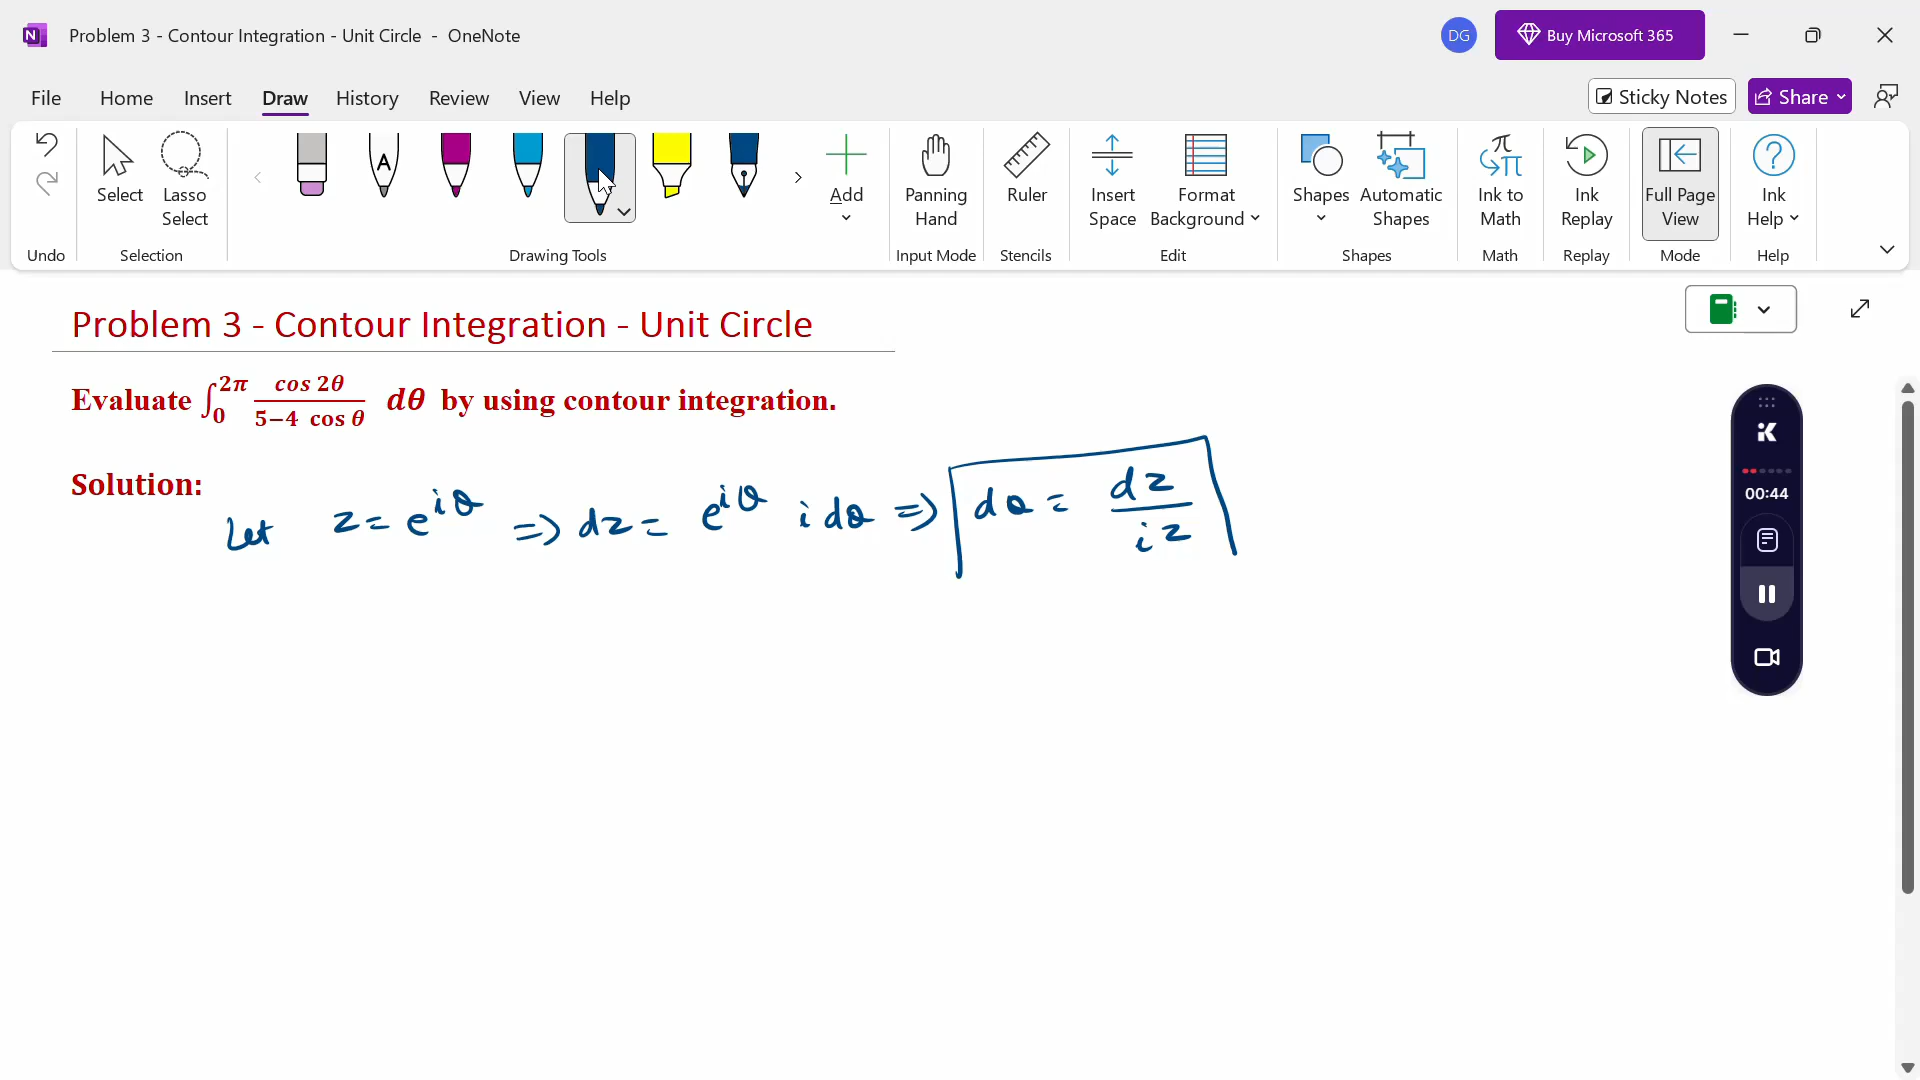 Problem 3 - Contour Integration - Unit Circle - OneNote
DG
Buy Microsoft 365
File Home Insert Draw History Review View Help
Sticky Notes
Share
Select
Lasso Select
A
Add
Panning Hand
Ruler
Insert Space
Format Background
Shapes
Automatic Shapes
Ink to Math
Ink Replay
Full Page View
Ink Help
Undo Selection Drawing Tools Input Mode Stencils Edit Shapes Math Replay Mode Help
Problem 3 - Contour Integration - Unit Circle
Evaluate ∫₀^{2π} cos 2θ / (5−4 cos θ) dθ by using contour integration.
Solution:
Let z = e^{iθ} => dz = e^{iθ} i dθ => dθ = dz / iz
00:44